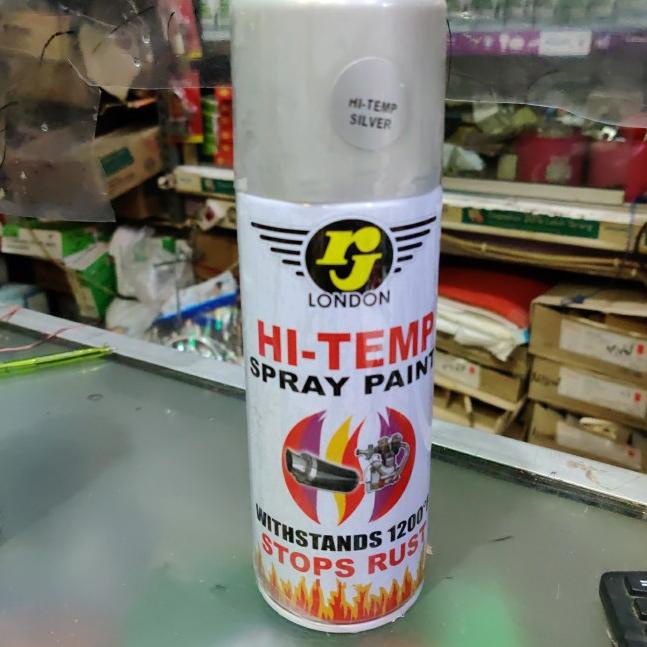 HI-TEMP
SILVER
rj
LONDON
HI-TEMP
SPRAY PAINT
WITHSTANDS 1200°
STOPS RUST